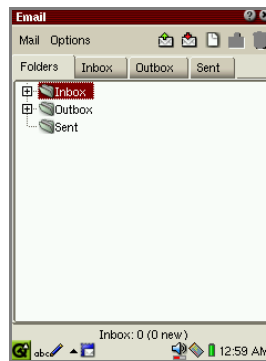 Email
Mail Options
Folders Inbox Outbox Sent
Inbox
Outbox
Sent
Inbox: 0 (0 new)
abc 12:59 AM